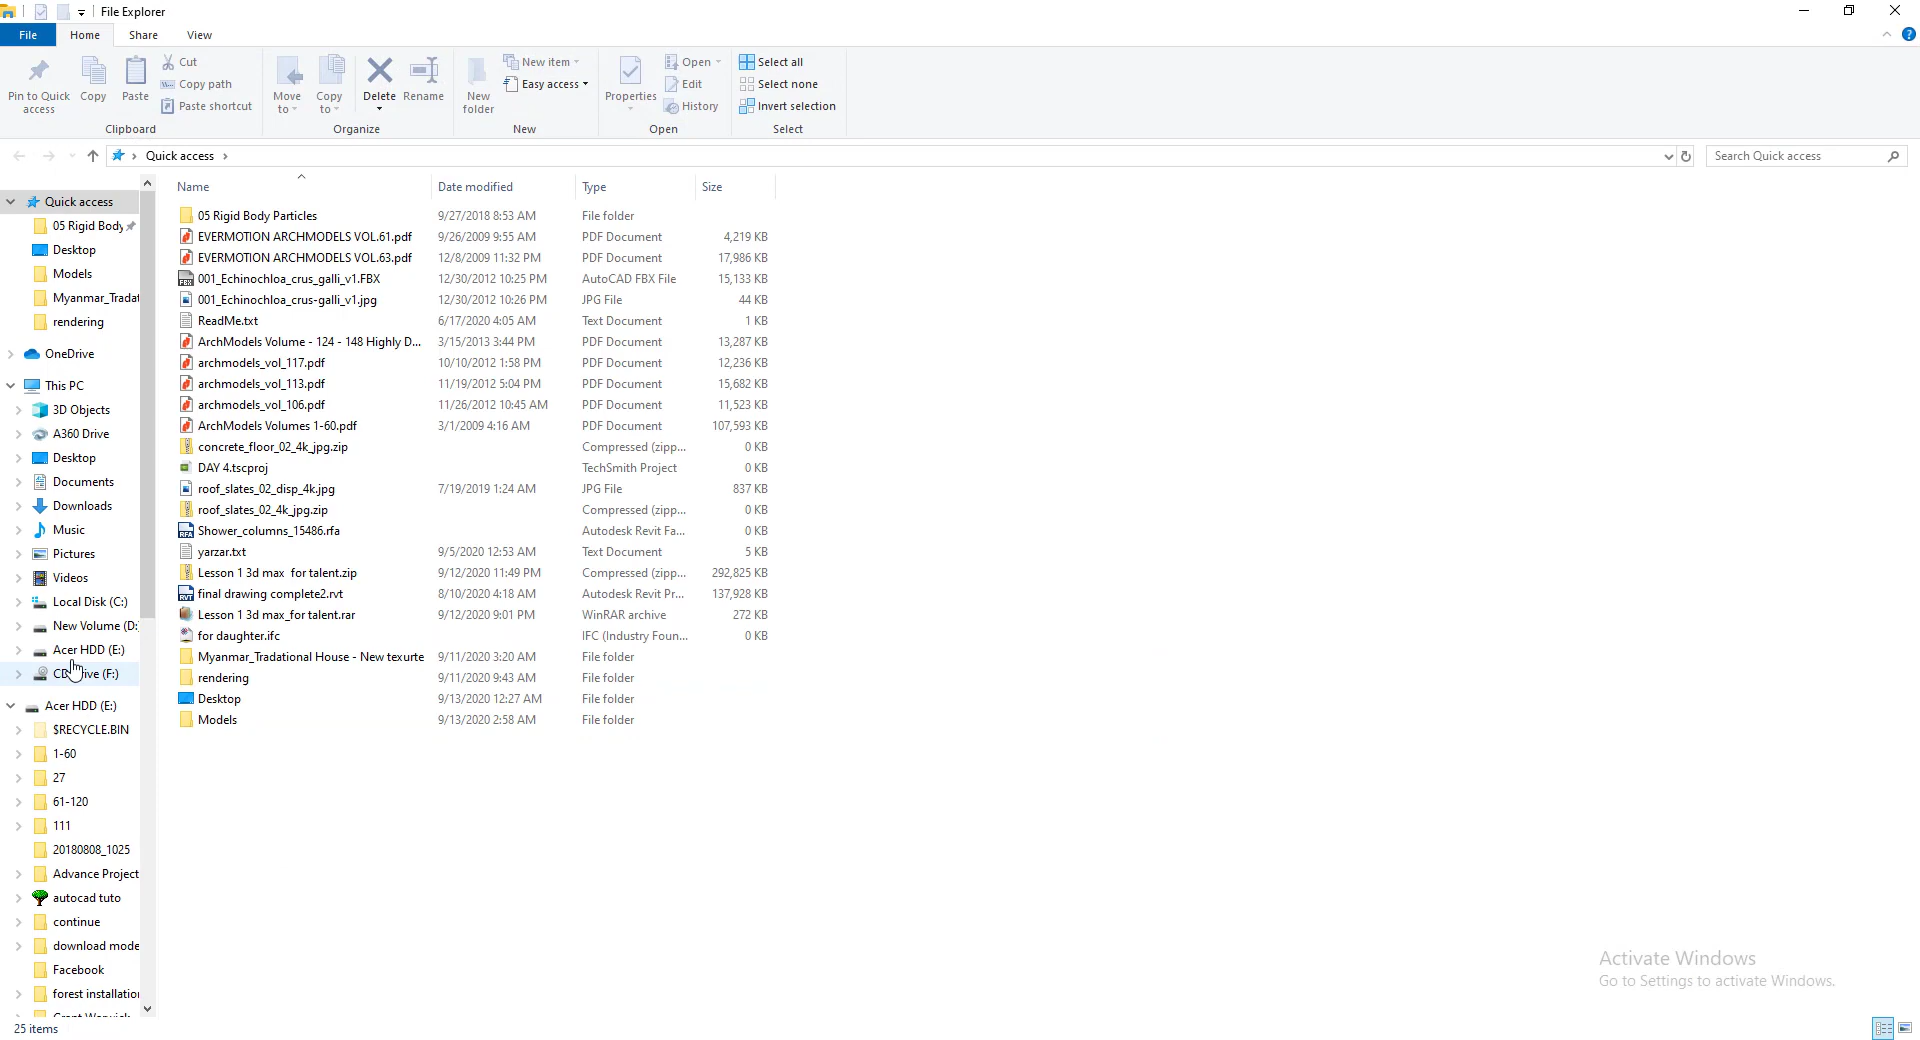 File Explorer
File Home Share View
Pin to Quick access
Copy
Paste
Cut
Copy path
Paste shortcut
Clipboard
Move to
Copy to
Delete
Rename
Organize
New folder
New item
Easy access
New
Properties
Open
Edit
History
Open
Select all
Select none
Invert selection
Select
Quick access
Search Quick access
Name Date modified Type Size
05 Rigid Body Particles 9/27/2018 8:53 AM File folder
EVERMOTION ARCHMODELS VOL.61.pdf 9/26/2009 9:55 AM PDF Document 4,219 KB
EVERMOTION ARCHMODELS VOL.63.pdf 12/8/2009 11:32 PM PDF Document 17,986 KB
001_Echinochloa_crus_galli_v1.FBX 12/30/2012 10:25 PM AutoCAD FBX File 15,133 KB
001_Echinochloa_crus-galli_v1.jpg 12/30/2012 10:26 PM JPG File 44 KB
ReadMe.txt 6/17/2020 4:05 AM Text Document 1 KB
ArchModels Volume - 124 - 148 Highly D... 3/15/2013 3:44 PM PDF Document 13,287 KB
archmodels_vol_117.pdf 10/10/2012 1:58 PM PDF Document 12,236 KB
archmodels_vol_113.pdf 11/19/2012 5:04 PM PDF Document 15,682 KB
archmodels_vol_106.pdf 11/26/2012 10:45 AM PDF Document 11,523 KB
ArchModels Volumes 1-60.pdf 3/1/2009 4:16 AM PDF Document 107,593 KB
concrete_floor_02_4k_jpg.zip Compressed (zipp... 0 KB
DAY 4.tscproj TechSmith Project 0 KB
roof_slates_02_disp_4k.jpg 7/19/2019 1:24 AM JPG File 837 KB
roof_slates_02_4k_jpg.zip Compressed (zipp... 0 KB
Shower_columns_15486.rfa Autodesk Revit Fa... 0 KB
yarzar.txt 9/5/2020 12:53 AM Text Document 5 KB
Lesson 1 3d max for talent.zip 9/12/2020 11:49 PM Compressed (zipp... 292,825 KB
final drawing complete2.rvt 8/10/2020 4:18 AM Autodesk Revit Pr... 137,928 KB
Lesson 1 3d max_for talent.rar 9/12/2020 9:01 PM WinRAR archive 272 KB
for daughter.ifc IFC (Industry Foun... 0 KB
Myanmar_Tradational House - New texurte 9/11/2020 3:20 AM File folder
rendering 9/11/2020 9:43 AM File folder
Desktop 9/13/2020 12:27 AM File folder
Models 9/13/2020 2:58 AM File folder
Quick access
05 Rigid Body
Desktop
Models
Myanmar_Tradat
rendering
OneDrive
This PC
3D Objects
A360 Drive
Desktop
Documents
Downloads
Music
Pictures
Videos
Local Disk (C:)
New Volume (D:
Acer HDD (E:)
(F:)
Acer HDD (E:)
$RECYCLE.BIN
1-60
27
61-120
111
20180808_1025
Advance Project
autocad tuto
continue
download mode
Facebook
forest installation
Activate Windows
Go to Settings to activate Windows.
25 items